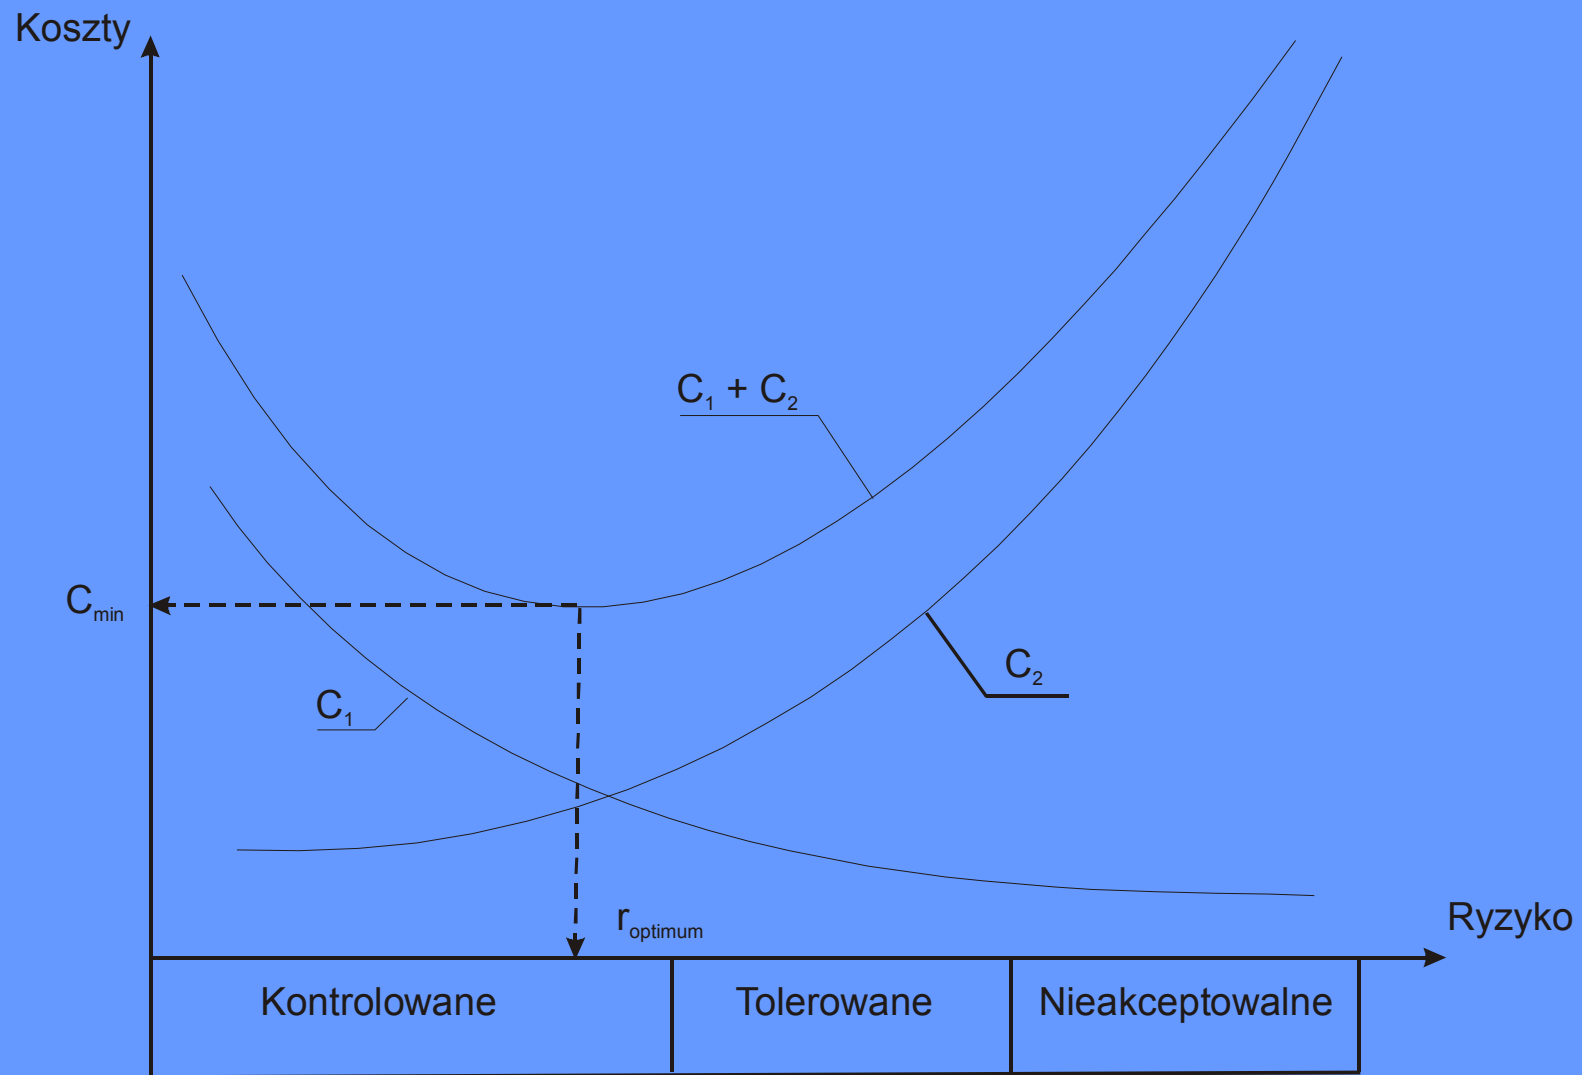 Koszty
C₁ + C₂
C_min
C₂
C₁
r_optimum
Ryzyko
Kontrolowane
Tolerowane
Nieakceptowalne